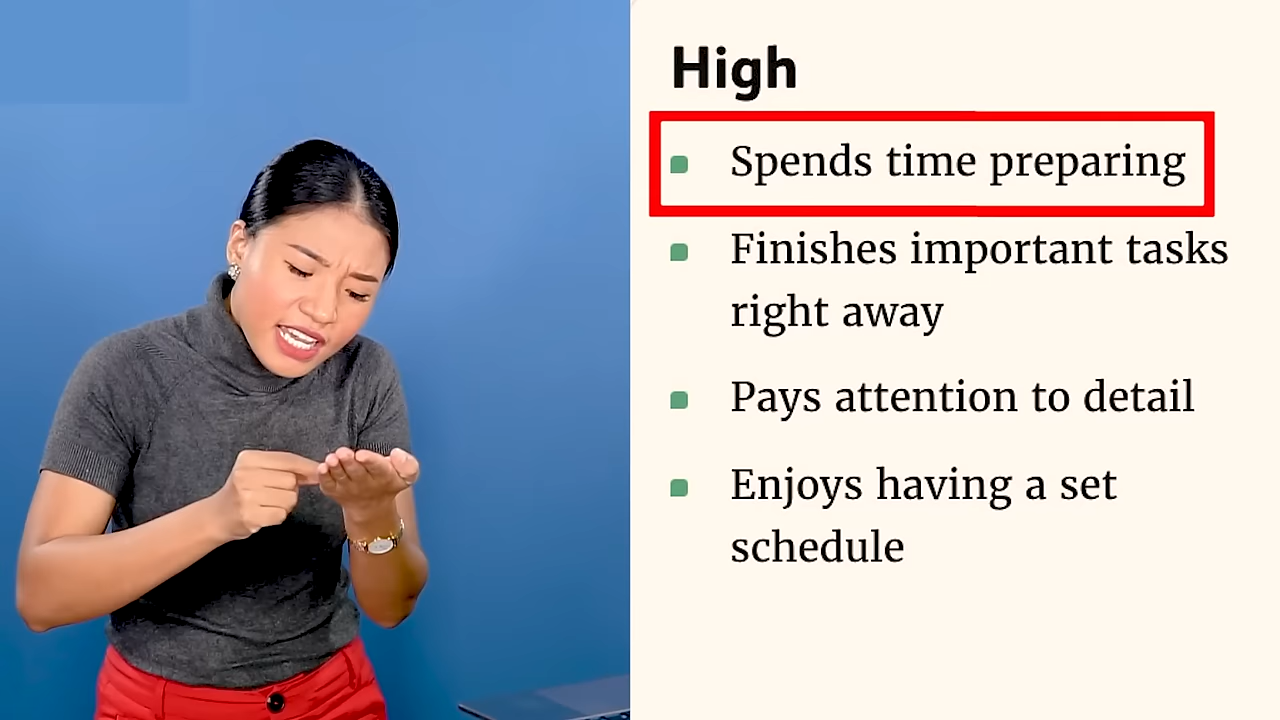 High
Spends time preparing
Finishes important tasks
right away
Pays attention to detail
Enjoys having a set
schedule